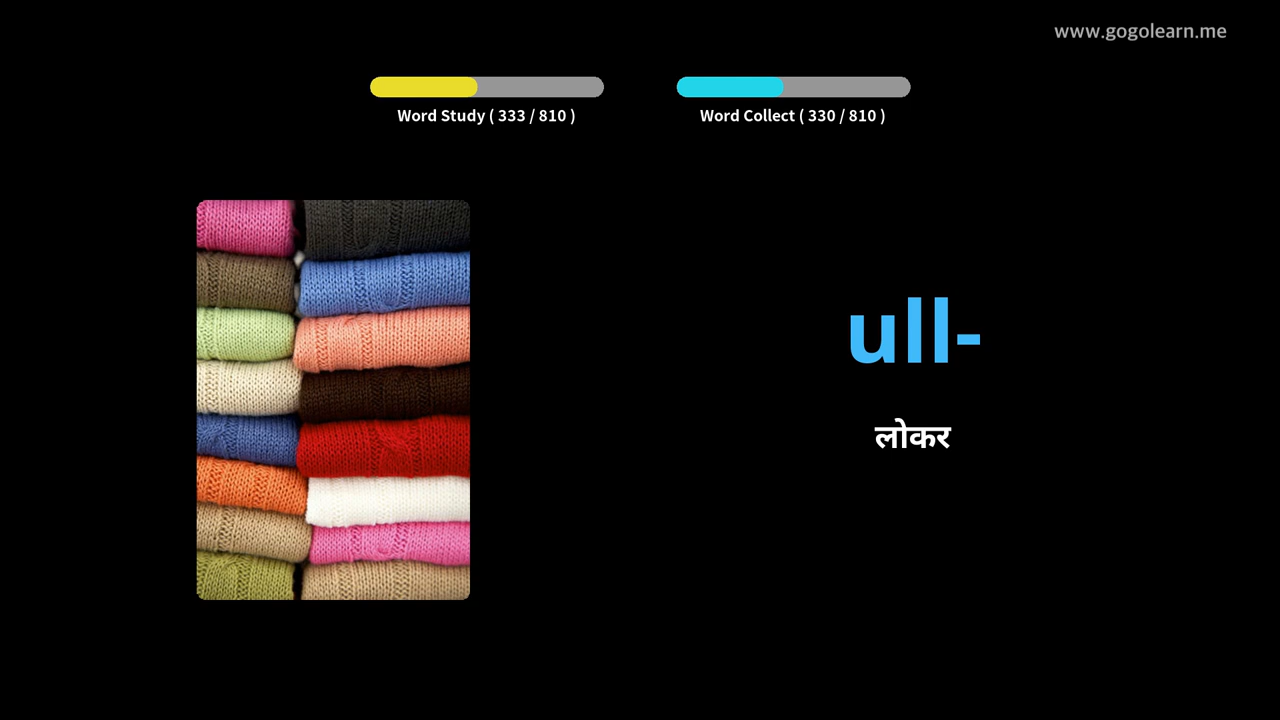 www.gogolearn.me
Word Study ( 333 / 810 )
Word Collect ( 330 / 810 )
ull-
लोकर